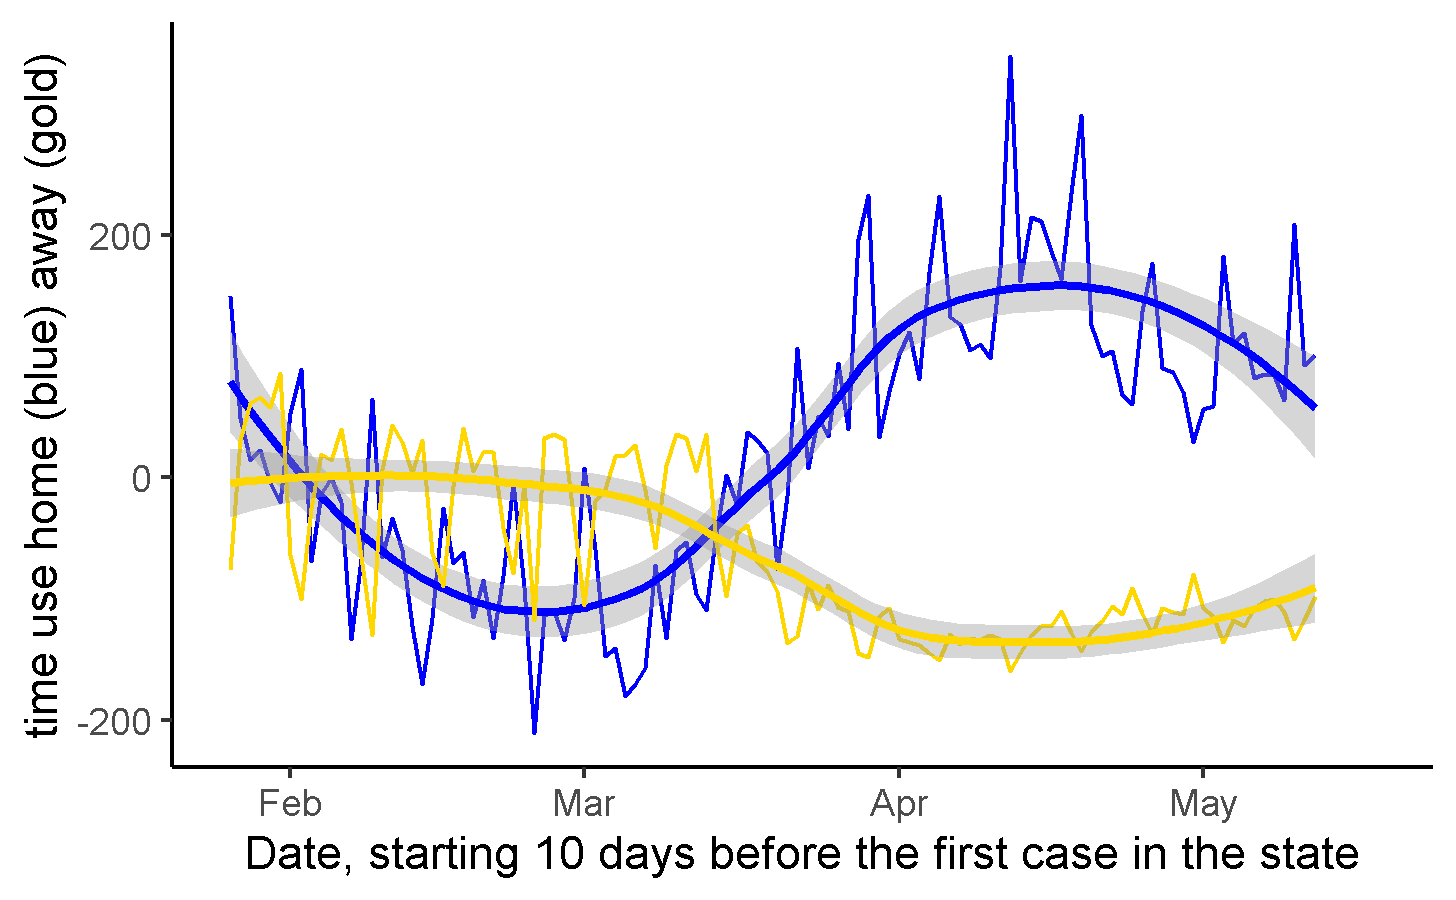 time use home (blue) away (gold)
200
0
-200
Feb Mar Apr May
Date, starting 10 days before the first case in the state